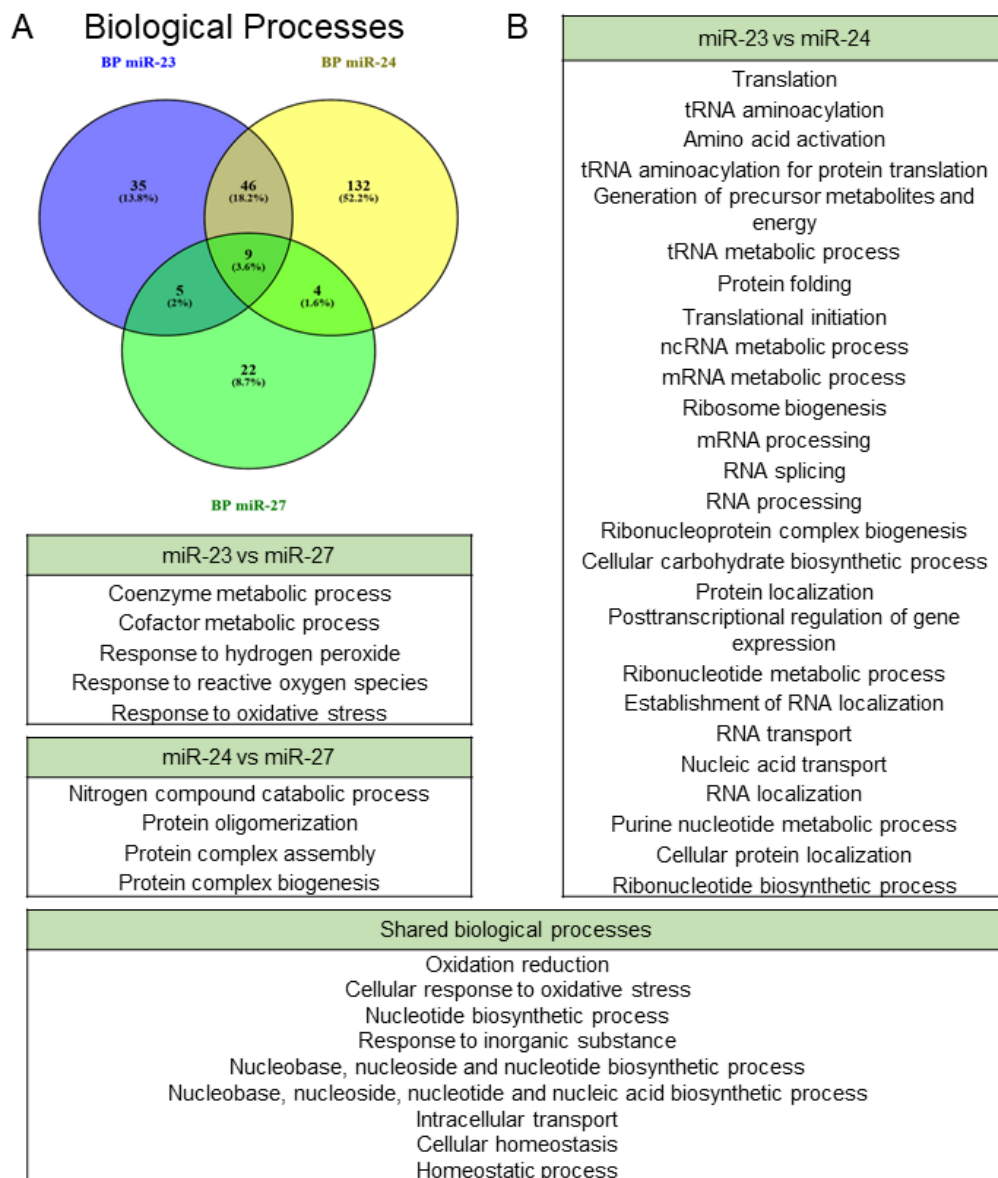 A
Biological Processes
BP miR-23
BP miR-24
35
(13.8%)
46
(18.2%)
132
(52.2%)
9
(3.6%)
5
(2%)
4
(1.6%)
22
(8.7%)
BP miR-27
miR-23 vs miR-27
Coenzyme metabolic process
Cofactor metabolic process
Response to hydrogen peroxide
Response to reactive oxygen species
Response to oxidative stress
miR-24 vs miR-27
Nitrogen compound catabolic process
Protein oligomerization
Protein complex assembly
Protein complex biogenesis
B
miR-23 vs miR-24
Translation
tRNA aminoacylation
Amino acid activation
tRNA aminoacylation for protein translation
Generation of precursor metabolites and
energy
tRNA metabolic process
Protein folding
Translational initiation
ncRNA metabolic process
mRNA metabolic process
Ribosome biogenesis
mRNA processing
RNA splicing
RNA processing
Ribonucleoprotein complex biogenesis
Cellular carbohydrate biosynthetic process
Protein localization
Posttranscriptional regulation of gene
expression
Ribonucleotide metabolic process
Establishment of RNA localization
RNA transport
Nucleic acid transport
RNA localization
Purine nucleotide metabolic process
Cellular protein localization
Ribonucleotide biosynthetic process
Shared biological processes
Oxidation reduction
Cellular response to oxidative stress
Nucleotide biosynthetic process
Response to inorganic substance
Nucleobase, nucleoside and nucleotide biosynthetic process
Nucleobase, nucleoside, nucleotide and nucleic acid biosynthetic process
Intracellular transport
Cellular homeostasis
Homeostatic process